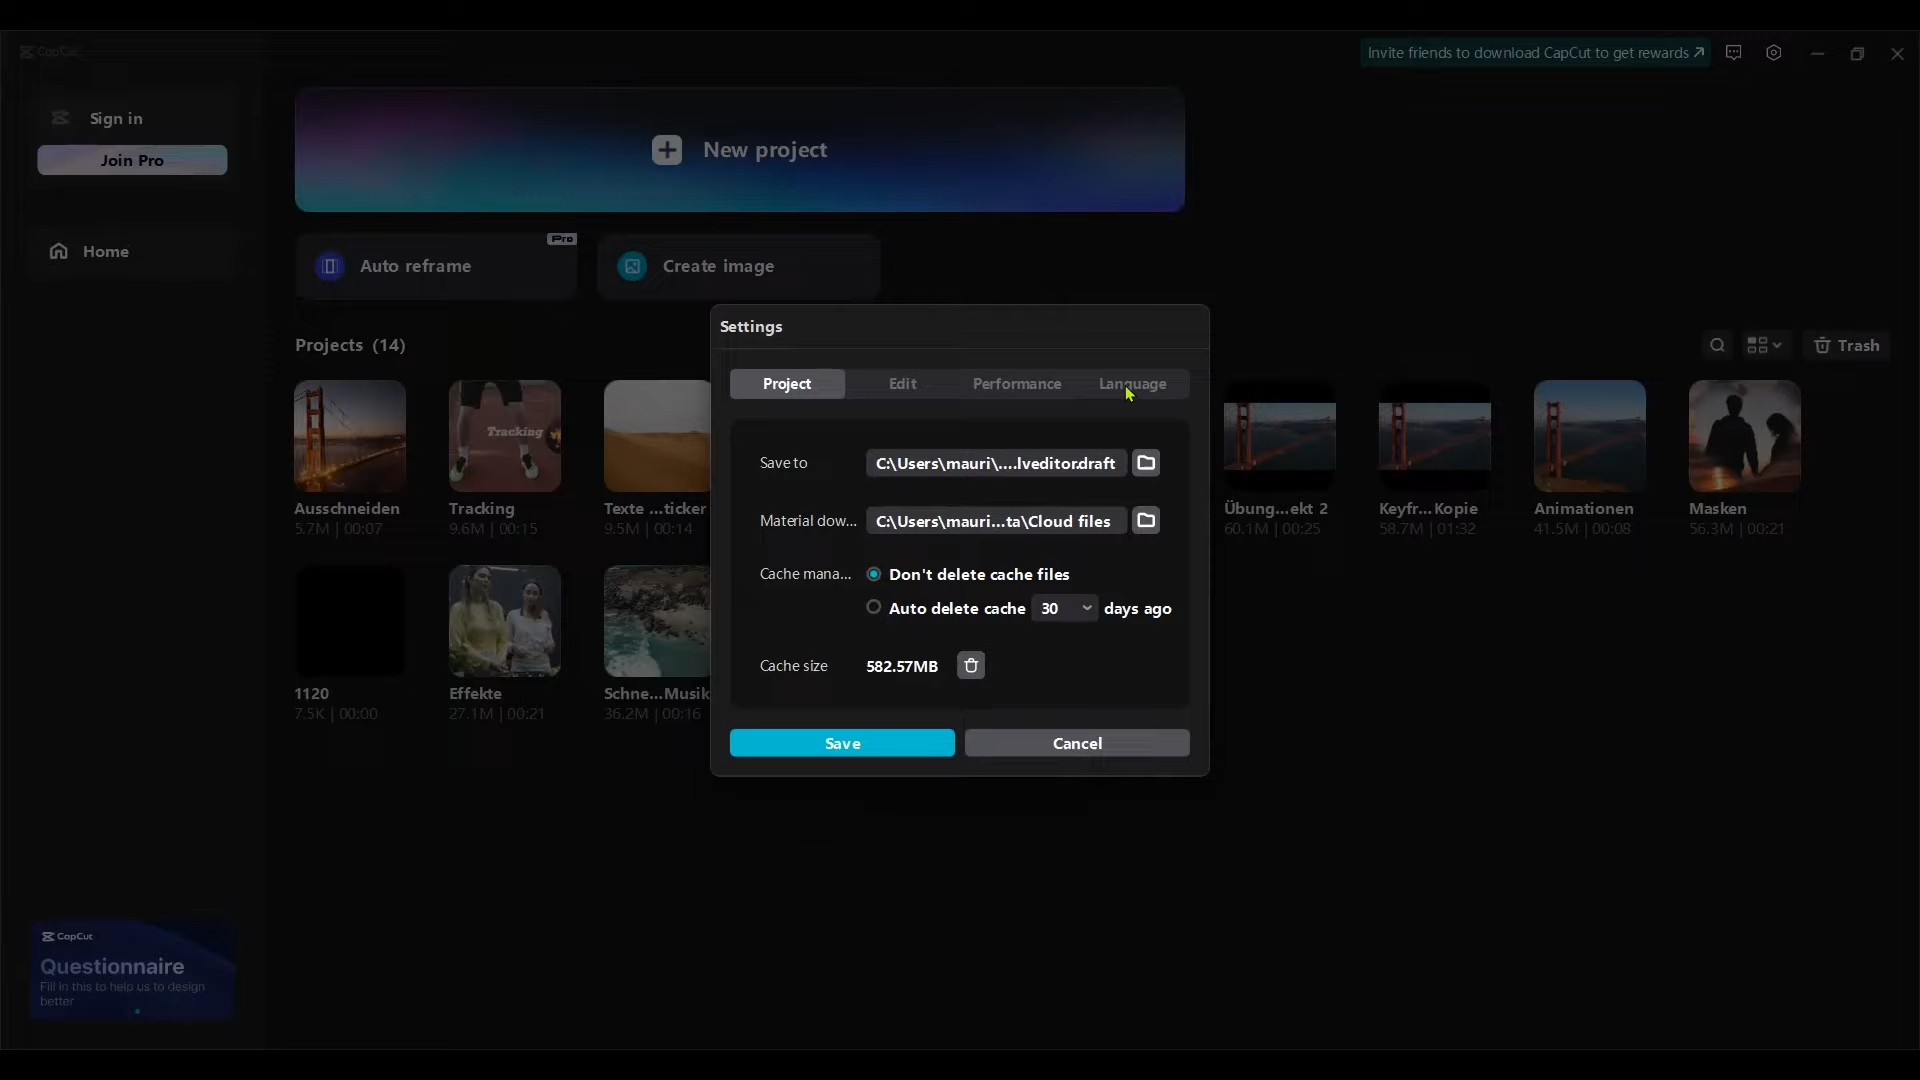 CapCut
Invite friends to download CapCut to get rewards
Sign in
Join Pro
New project
Home
Pro
Auto reframe
Create image
Projects (14)
Trash
Settings
Project
Edit
Performance
Language
Save to
C:\Users\mauri\....lveditor.draft
Material dow...
C:\Users\mauri...ta\Cloud files
Cache mana...
Don't delete cache files
Auto delete cache
30
days ago
Cache size
582.57MB
Save
Cancel
Tracking
Ausschneiden
5.7M | 00:07
Tracking
9.6M | 00:15
Texte ...ticker
9.5M | 00:14
Übung...ekt 2
60.1M | 00:25
Keyfr...Kopie
58.7M | 01:32
Animationen
41.5M | 00:08
Masken
56.3M | 00:21
1120
7.5K | 00:00
Effekte
27.1M | 00:21
Schne...Musik
36.2M | 00:16
CapCut
Questionnaire
Fill in this to help us to design
better